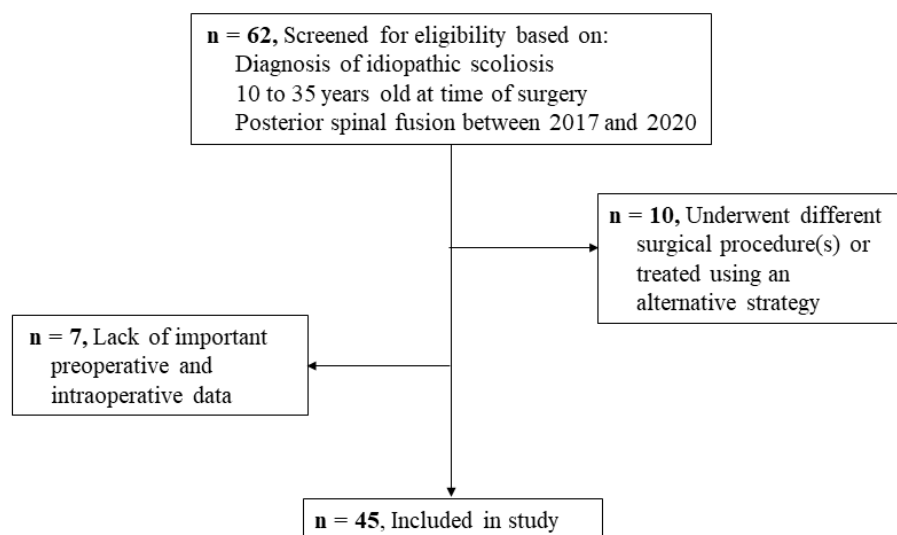 n = 62, Screened for eligibility based on:
Diagnosis of idiopathic scoliosis
10 to 35 years old at time of surgery
Posterior spinal fusion between 2017 and 2020
n = 10, Underwent different
surgical procedure(s) or
treated using an
alternative strategy
n = 7, Lack of important
preoperative and
intraoperative data
n = 45, Included in study